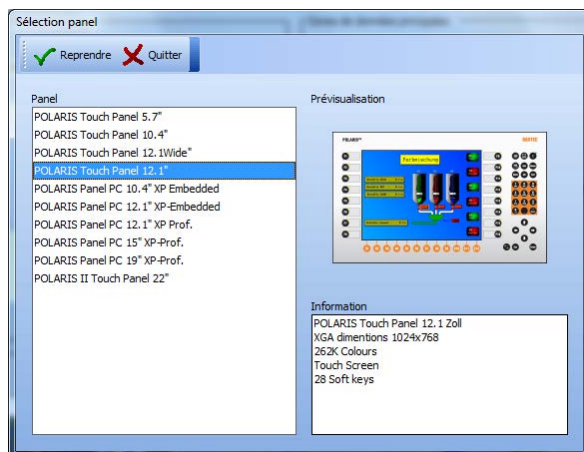 Sélection panel
Reprendre Quitter
Panel
POLARIS Touch Panel 5.7"
POLARIS Touch Panel 10.4"
POLARIS Touch Panel 12.1Wide"
POLARIS Touch Panel 12.1"
POLARIS Panel PC 10.4" XP Embedded
POLARIS Panel PC 12.1" XP-Embedded
POLARIS Panel PC 12.1" XP Prof.
POLARIS Panel PC 15" XP-Prof.
POLARIS Panel PC 19" XP-Prof.
POLARIS II Touch Panel 22"
Prévisualisation
POLARIS
Information
POLARIS Touch Panel 12.1 Zoll
XGA dimentions 1024x768
262K Colours
Touch Screen
28 Soft keys